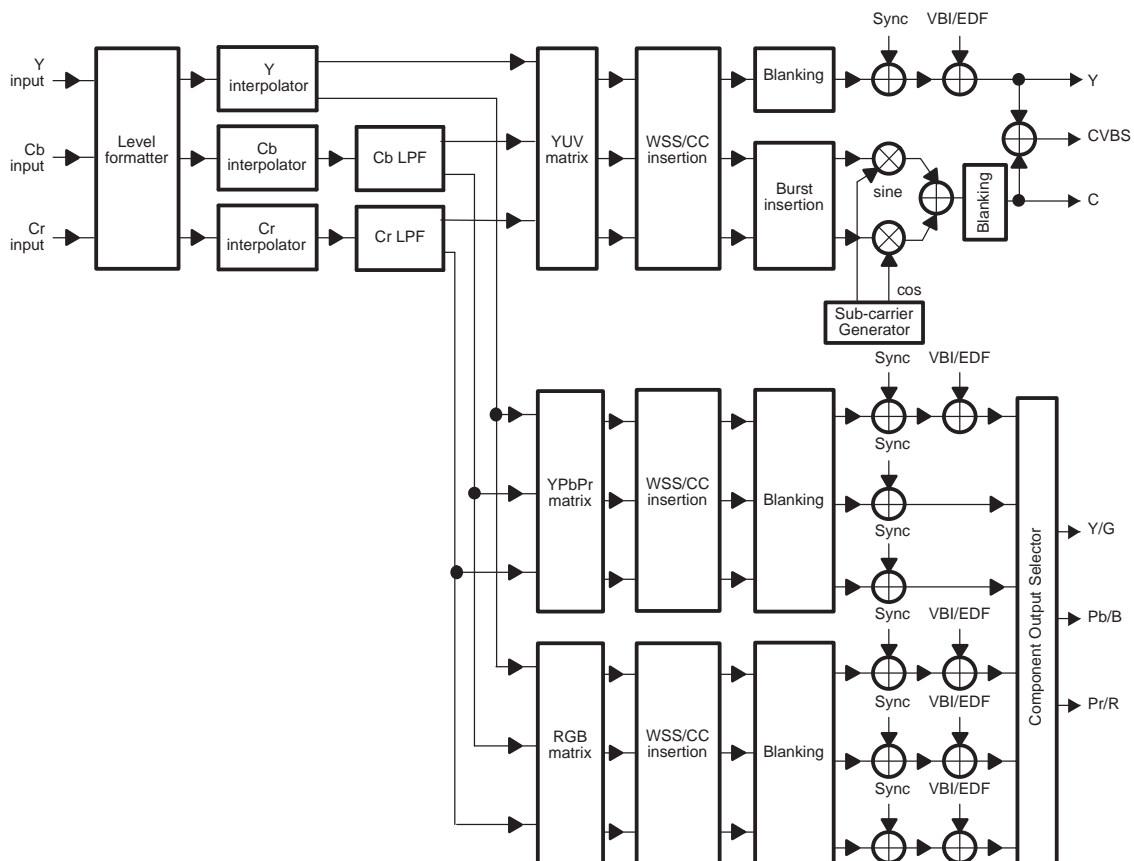 Sync
VBI/EDF
Y
input
Y
interpolator
Blanking
Y
Cb
input
Level
formatter
Cb
interpolator
Cb LPF
YUV
matrix
WSS/CC
insertion
Burst
insertion
sine
Blanking
CVBS
C
Cr
input
Cr
interpolator
Cr LPF
cos
Sub-carrier
Generator
Sync
VBI/EDF
Sync
YPbPr
matrix
WSS/CC
insertion
Blanking
Sync
Sync
VBI/EDF
Component Output Selector
Y/G
Pb/B
Pr/R
Sync
VBI/EDF
RGB
matrix
WSS/CC
insertion
Blanking
Sync
VBI/EDF